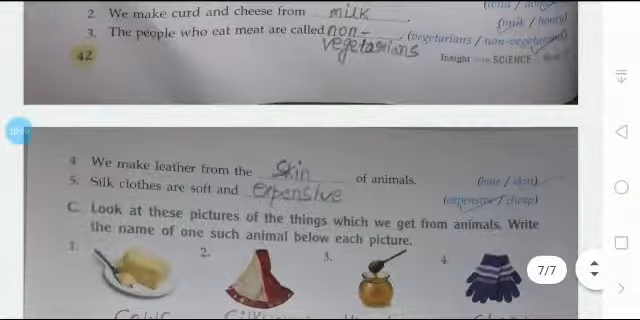 2. We make curd and cheese from milk. (milk / honey)
3. The people who eat meat are called non-vegetarians. (vegetarians / non-vegetarians)
42
Insight SCIENCE
10:00
4. We make leather from the skin of animals. (hair / skin)
5. Silk clothes are soft and expensive (expensive / cheap)
C. Look at these pictures of the things which we get from animals. Write
the name of one such animal below each picture.
1. 2. 3. 4.
7/7
Cow